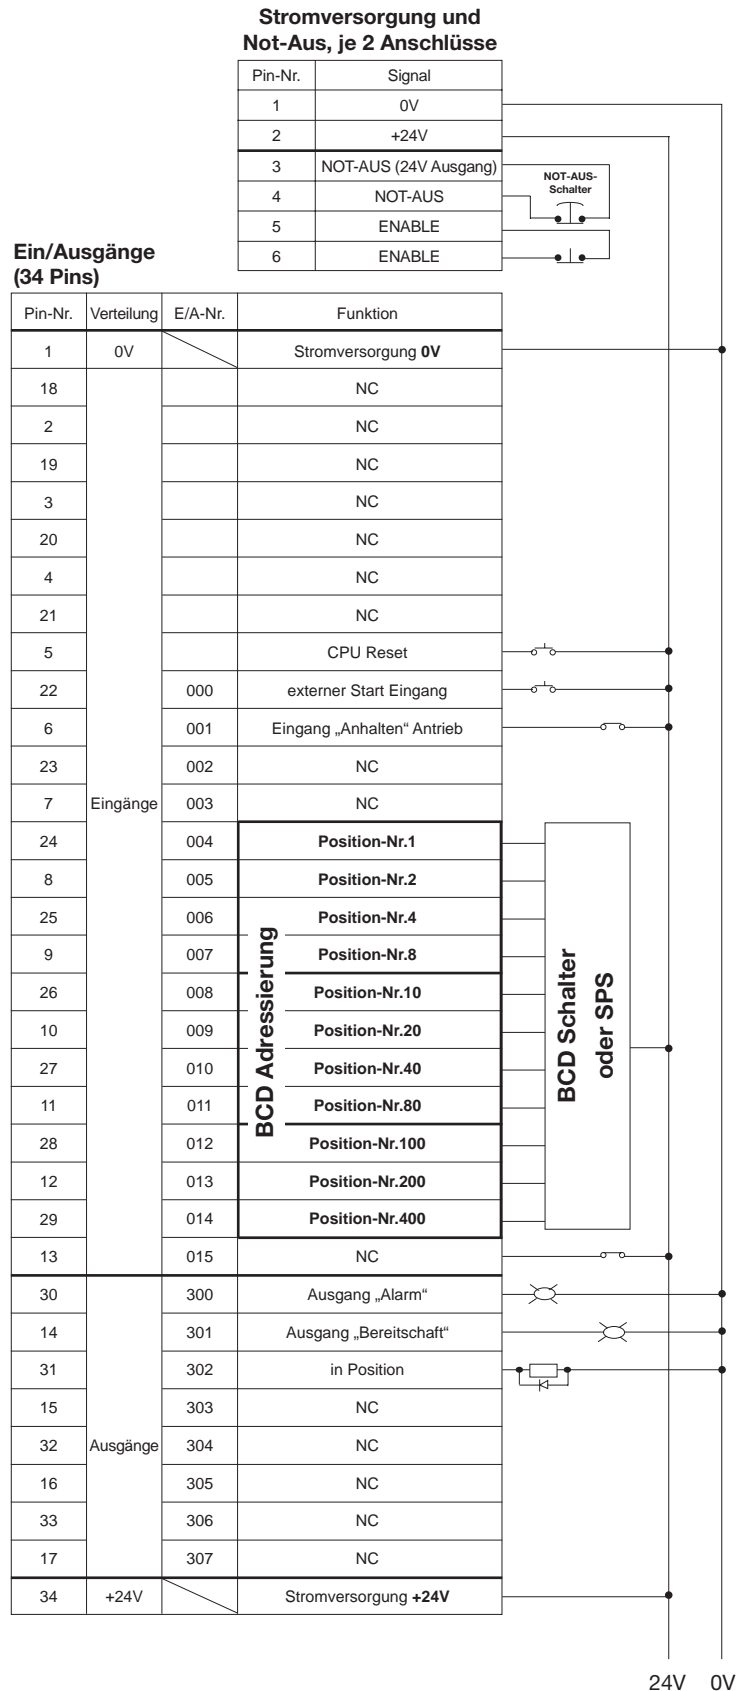 Stromversorgung und
Not-Aus, je 2 Anschlüsse
Pin-Nr. Signal
1 0V
2 +24V
3 NOT-AUS (24V Ausgang)
4 NOT-AUS
5 ENABLE
6 ENABLE
NOT-AUS-
Schalter
Ein/Ausgänge
(34 Pins)
Pin-Nr. Verteilung E/A-Nr. Funktion
1 0V Stromversorgung 0V
18 NC
2 NC
19 NC
3 NC
20 NC
4 NC
21 NC
5 CPU Reset
22 000 externer Start Eingang
6 001 Eingang „Anhalten“ Antrieb
23 002 NC
7 Eingänge 003 NC
24 004 Position-Nr.1
8 005 Position-Nr.2
25 006 Position-Nr.4
9 007 Position-Nr.8
26 008 Position-Nr.10
10 009 Position-Nr.20
27 010 Position-Nr.40
11 011 Position-Nr.80
28 012 Position-Nr.100
12 013 Position-Nr.200
29 014 Position-Nr.400
BCD Adressierung
BCD Schalter
oder SPS
13 015 NC
30 300 Ausgang „Alarm“
14 301 Ausgang „Bereitschaft“
31 302 in Position
15 303 NC
32 Ausgänge 304 NC
16 305 NC
33 306 NC
17 307 NC
34 +24V Stromversorgung +24V
24V 0V